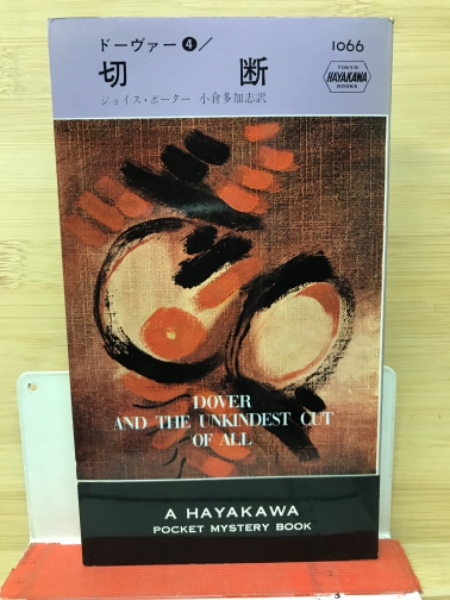 ドーヴァー❹／
1066
切断
TOKYO
HAYAKAWA
BOOKS
ジョイス・ポーター 小倉多加志訳
DOVER
AND THE UNKINDEST CUT
OF ALL
A HAYAKAWA
POCKET MYSTERY BOOK